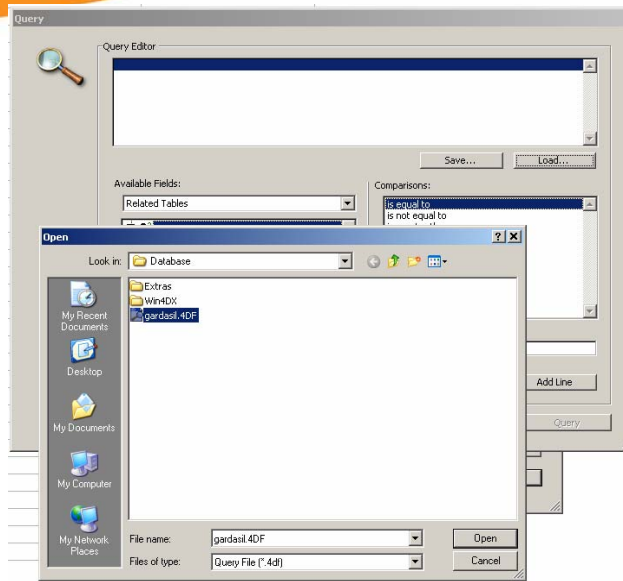 Query
Query Editor
Save... Load...
Available Fields: Comparisons:
Related Tables is equal to
is not equal to
Open
Look in: Database
My Recent Documents
Desktop
My Documents
My Computer
My Network Places
Extras
Win4DX
gardasil.4DF
File name: gardasil.4DF Open
Files of type: Query File (*.4df) Cancel
Add Line
Query